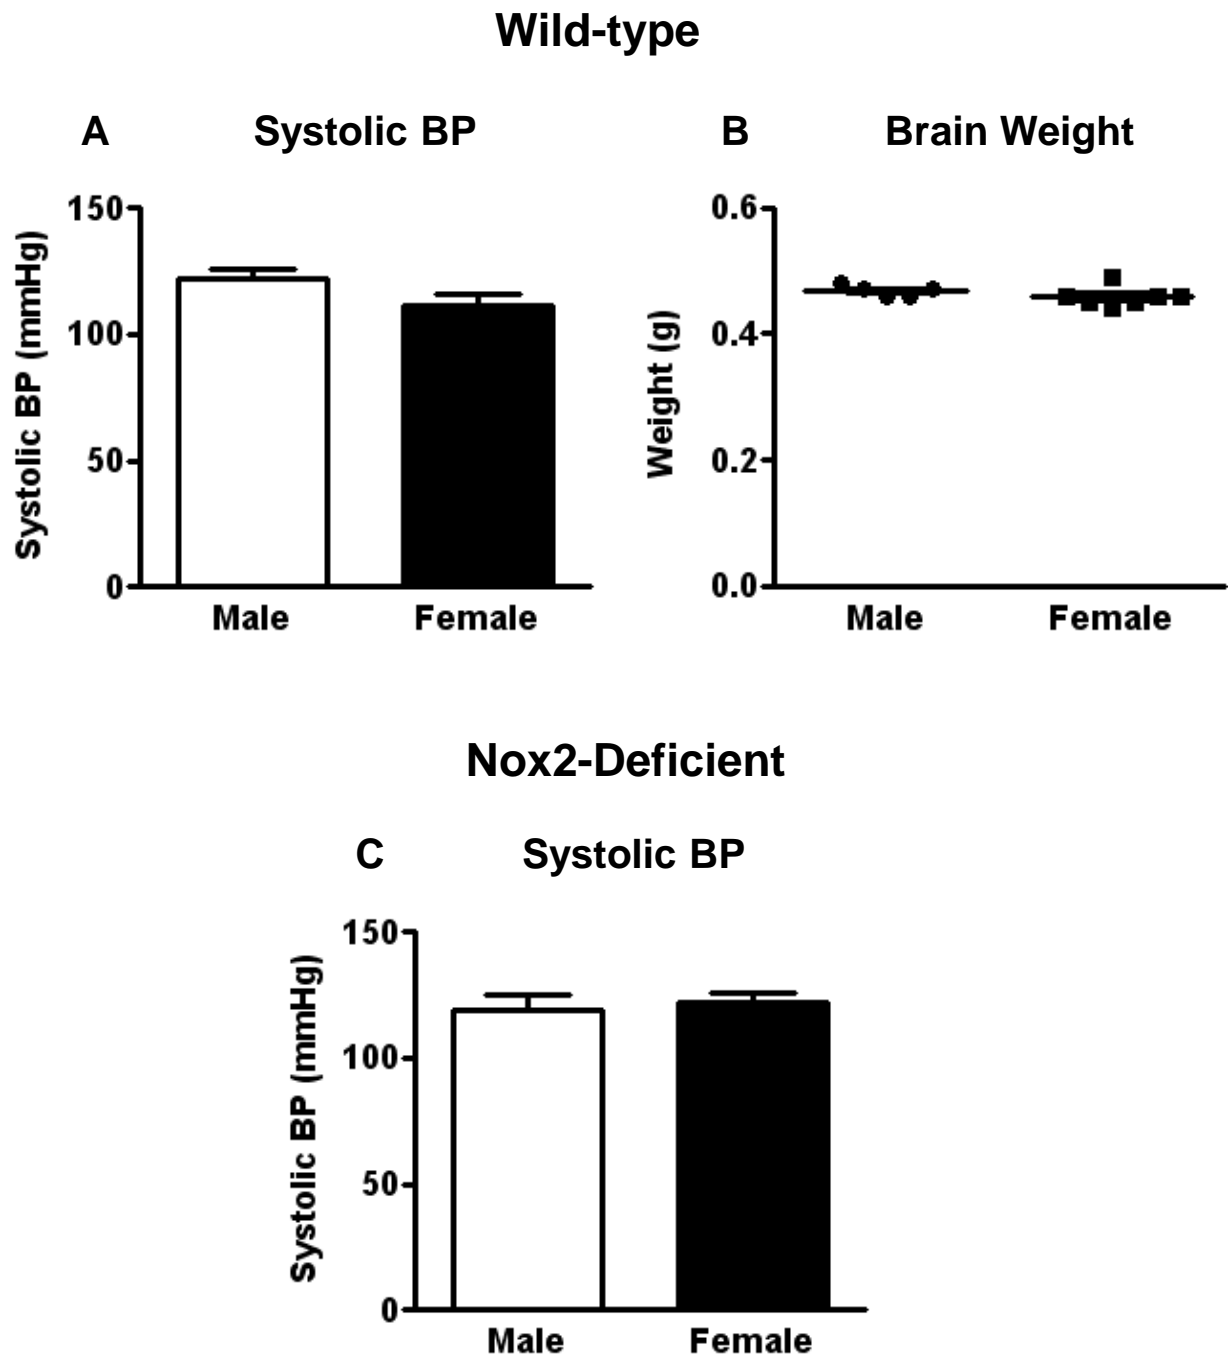 Wild-type
A Systolic BP
150
100
50
0
Systolic BP (mmHg)
Male Female
B Brain Weight
0.6
0.4
0.2
0.0
Weight (g)
Male Female
Nox2-Deficient
C Systolic BP
150
100
50
0
Systolic BP (mmHg)
Male Female